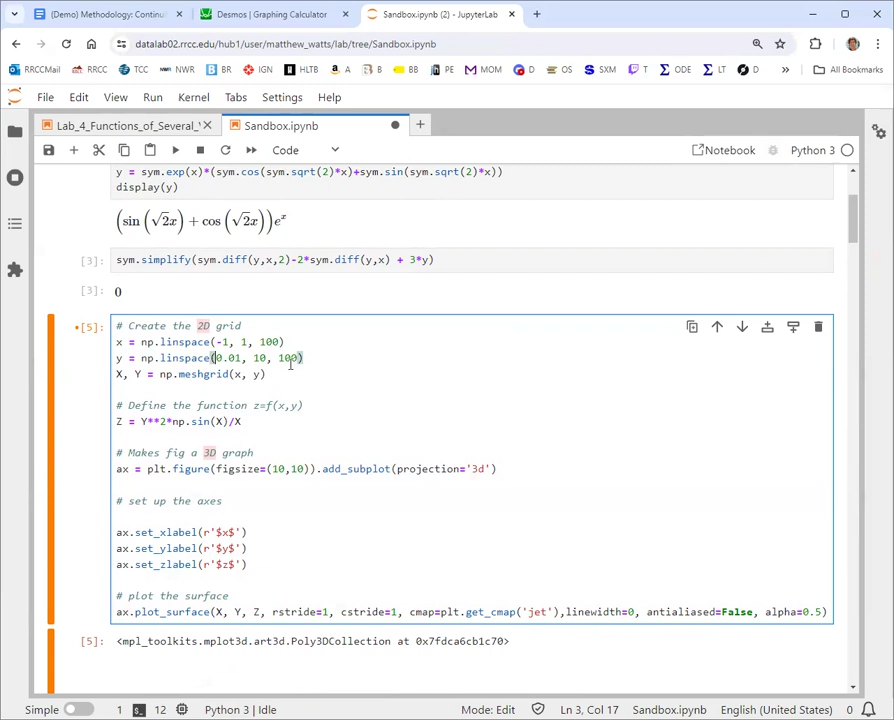 (Demo) Methodology: Continu
Desmos | Graphing Calculator
Sandbox.ipynb (2) - JupyterLab
datalab02.rrcc.edu/hub1/user/matthew_watts/lab/tree/Sandbox.ipynb
RRCCMail RRCC TCC NWR BR IGN HLTB A B BB PE MOM D OS SXM T ODE LT D All Bookmarks
File Edit View Run Kernel Tabs Settings Help
Lab_4_Functions_of_Several_
Sandbox.ipynb
Code
Notebook
Python 3
y = sym.exp(x)*(sym.cos(sym.sqrt(2)*x)+sym.sin(sym.sqrt(2)*x))
display(y)
(sin (√2x) + cos (√2x)) eˣ
[3]: sym.simplify(sym.diff(y,x,2)-2*sym.diff(y,x) + 3*y)
[3]: 0
[5]: # Create the 2D grid
x = np.linspace(-1, 1, 100)
y = np.linspace(0.01, 10, 100)
X, Y = np.meshgrid(x, y)
# Define the function z=f(x,y)
Z = Y**2*np.sin(X)/X
# Makes fig a 3D graph
ax = plt.figure(figsize=(10,10)).add_subplot(projection='3d')
# set up the axes
ax.set_xlabel(r'$x$')
ax.set_ylabel(r'$y$')
ax.set_zlabel(r'$z$')
# plot the surface
ax.plot_surface(X, Y, Z, rstride=1, cstride=1, cmap=plt.get_cmap('jet'),linewidth=0, antialiased=False, alpha=0.5)
[5]: <mpl_toolkits.mplot3d.art3d.Poly3DCollection at 0x7fdca6cb1c70>
Simple 1 12 Python 3 | Idle Mode: Edit Ln 3, Col 17 Sandbox.ipynb English (United States) 0